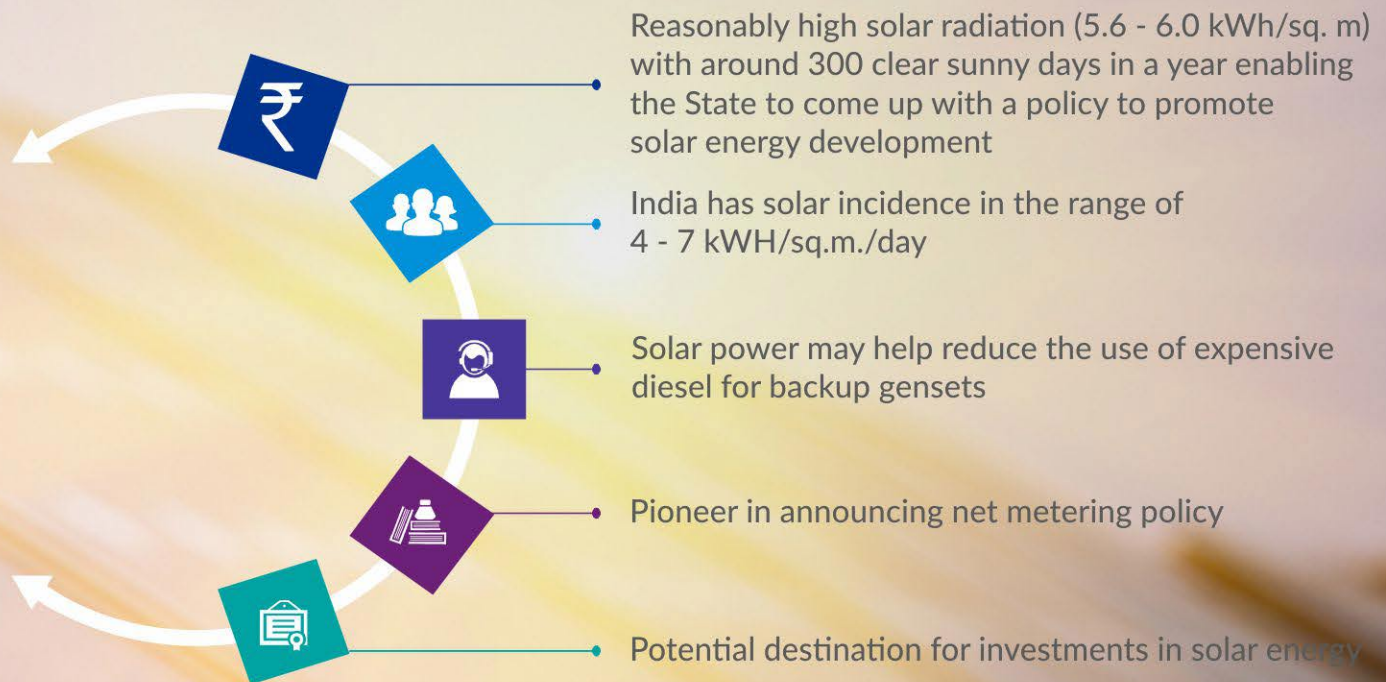 Reasonably high solar radiation (5.6 - 6.0 kWh/sq. m)
with around 300 clear sunny days in a year enabling
the State to come up with a policy to promote
solar energy development
₹
India has solar incidence in the range of
4 - 7 kWH/sq.m./day
Solar power may help reduce the use of expensive
diesel for backup gensets
Pioneer in announcing net metering policy
Potential destination for investments in solar energy